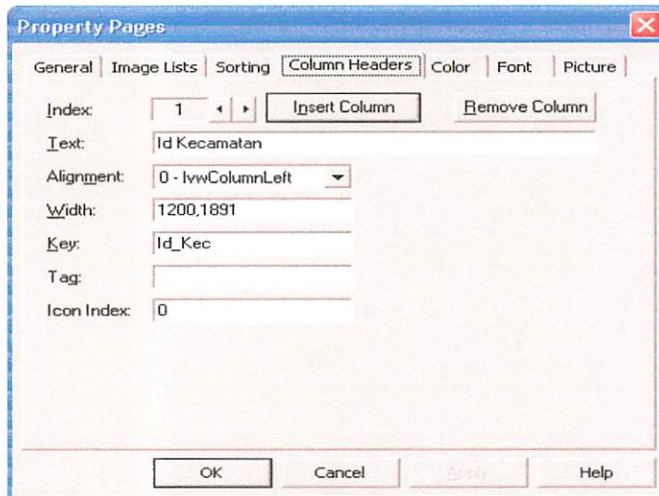 Property Pages
General Image Lists Sorting Column Headers Color Font Picture
Index: 1 Insert Column Remove Column
Text: Id Kecamatan
Alignment: 0 - lvwColumnLeft
Width: 1200,1891
Key: Id_Kec
Tag:
Icon Index: 0
OK Cancel Apply Help